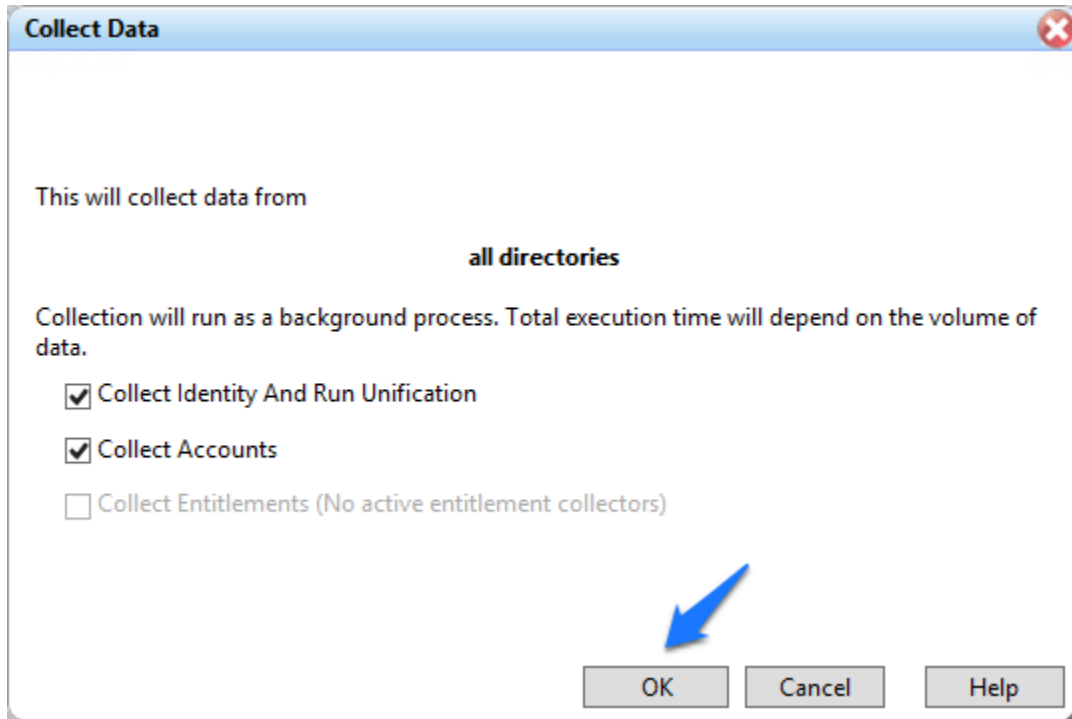 Collect Data
This will collect data from
all directories
Collection will run as a background process. Total execution time will depend on the volume of
data.
Collect Identity And Run Unification
Collect Accounts
Collect Entitlements (No active entitlement collectors)
OK Cancel Help